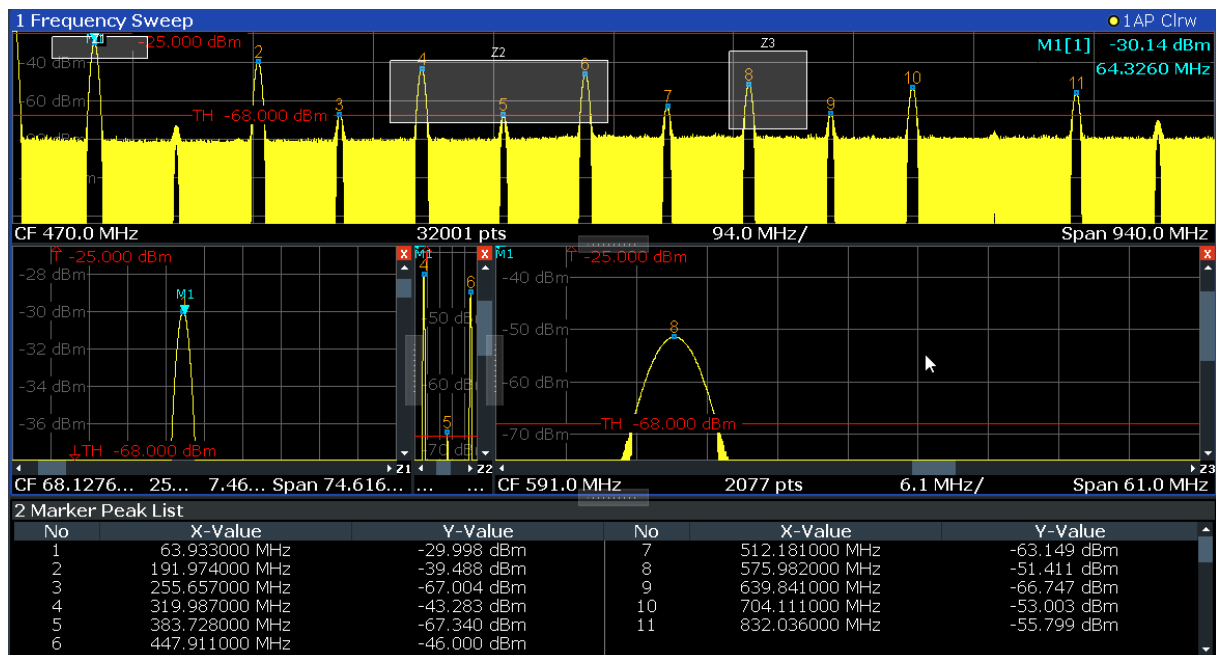 1 Frequency Sweep
1AP Clrw
M1 -25.000 dBm
M1[1] -30.14 dBm
64.3260 MHz
-40 dBm
-60 dBm
TH -68.000 dBm
2 3 4 Z2 5 6 7 Z3 8 9 10 11
CF 470.0 MHz 32001 pts 94.0 MHz/ Span 940.0 MHz
-25.000 dBm
-28 dBm
M1
-30 dBm
-32 dBm
-34 dBm
-36 dBm
TH -68.000 dBm
Z1
CF 68.1276... 25... 7.46... Span 74.616...
M1
4
6
5
Z2
... ...
M1
-25.000 dBm
-40 dBm
-50 dBm
8
-60 dBm
TH -68.000 dBm
-70 dBm
Z3
CF 591.0 MHz 2077 pts 6.1 MHz/ Span 61.0 MHz
2 Marker Peak List
No X-Value Y-Value No X-Value Y-Value
1 63.933000 MHz -29.998 dBm 7 512.181000 MHz -63.149 dBm
2 191.974000 MHz -39.488 dBm 8 575.982000 MHz -51.411 dBm
3 255.657000 MHz -67.004 dBm 9 639.841000 MHz -66.747 dBm
4 319.987000 MHz -43.283 dBm 10 704.111000 MHz -53.003 dBm
5 383.728000 MHz -67.340 dBm 11 832.036000 MHz -55.799 dBm
6 447.911000 MHz -46.000 dBm